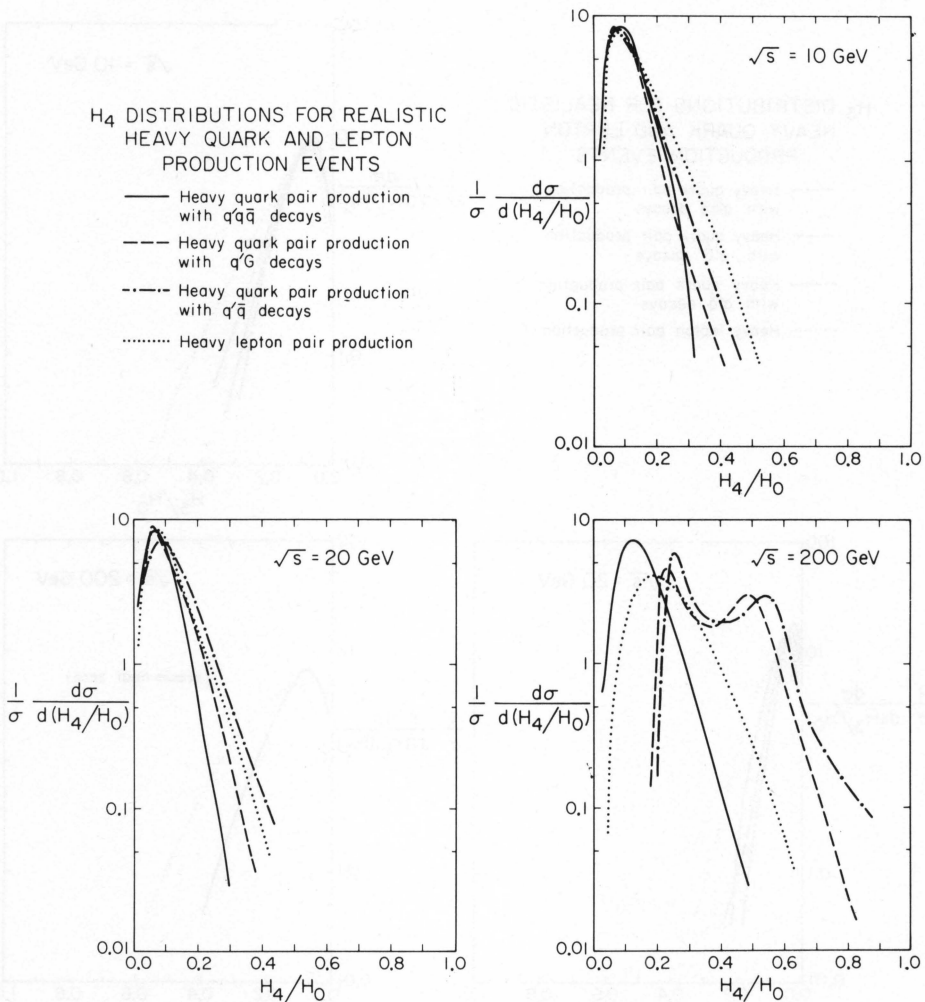 H₄ DISTRIBUTIONS FOR REALISTIC
HEAVY QUARK AND LEPTON
PRODUCTION EVENTS
Heavy quark pair production
with q'qq̄ decays
Heavy quark pair production
with q'G decays
Heavy quark pair production
with q'q̄ decays
Heavy lepton pair production
√s = 10 GeV
1/σ dσ/d(H₄/H₀)
10
1
0.1
0.01
0.0 0.2 0.4 0.6 0.8 1.0
H₄/H₀
√s = 20 GeV
1/σ dσ/d(H₄/H₀)
10
1
0.1
0.01
0.0 0.2 0.4 0.6 0.8 1.0
H₄/H₀
√s = 200 GeV
1/σ dσ/d(H₄/H₀)
10
1
0.1
0.01
0.0 0.2 0.4 0.6 0.8 1.0
H₄/H₀